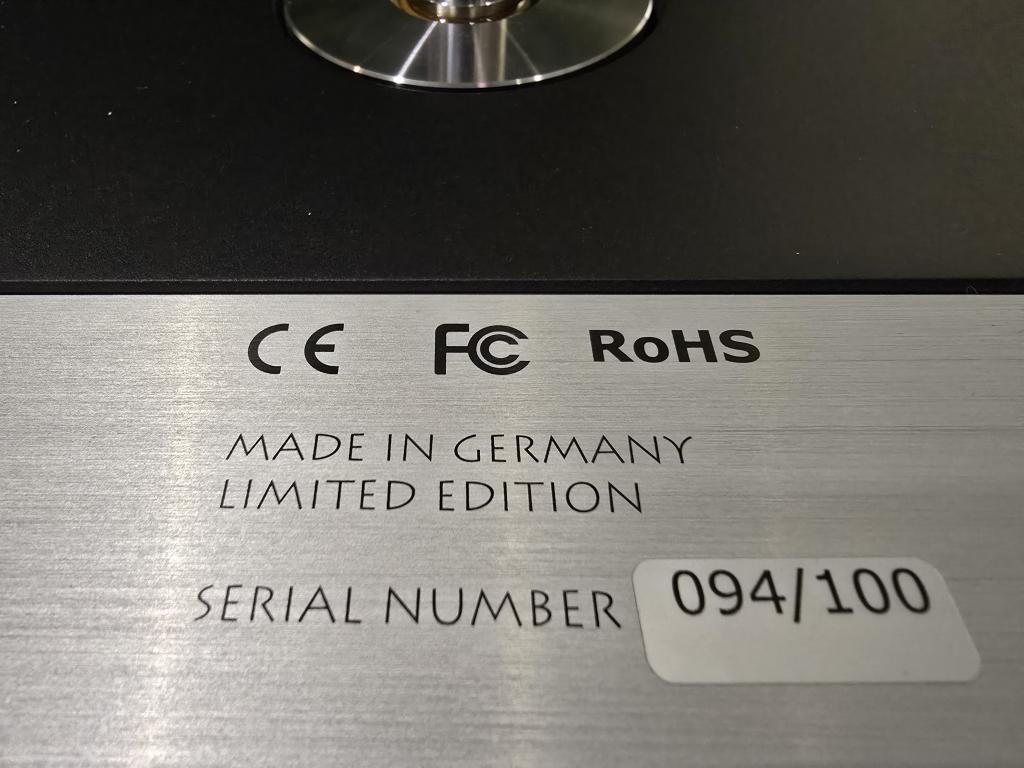 CE FC RoHS
MADE IN GERMANY
LIMITED EDITION
SERIAL NUMBER 094/100